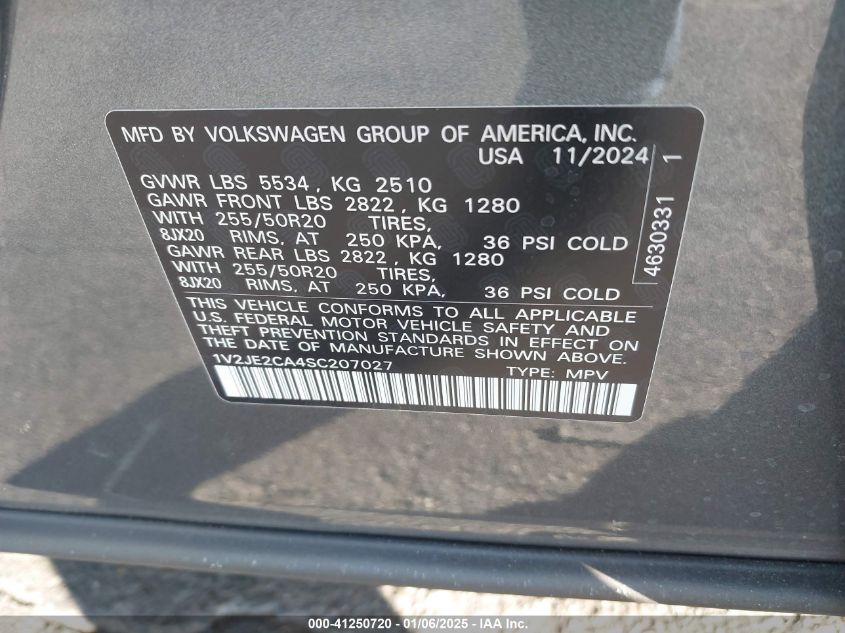 MFD BY VOLKSWAGEN GROUP OF AMERICA, INC.
USA 11/2024
GVWR LBS 5534, KG 2510
GAWR FRONT LBS 2822, KG 1280
WITH 255/50R20 TIRES,
8JX20 RIMS, AT 250 KPA, 36 PSI COLD
GAWR REAR LBS 2822, KG 1280
WITH 255/50R20 TIRES,
8JX20 RIMS, AT 250 KPA, 36 PSI COLD
THIS VEHICLE CONFORMS TO ALL APPLICABLE
U.S. FEDERAL MOTOR VEHICLE SAFETY AND
THEFT PREVENTION STANDARDS IN EFFECT ON
THE DATE OF MANUFACTURE SHOWN ABOVE.
1V2JE2CA4SC207027 TYPE: MPV
4630331 1
000-41250720 — 01/06/2025 — Copyright © 2025 IAA, Inc.